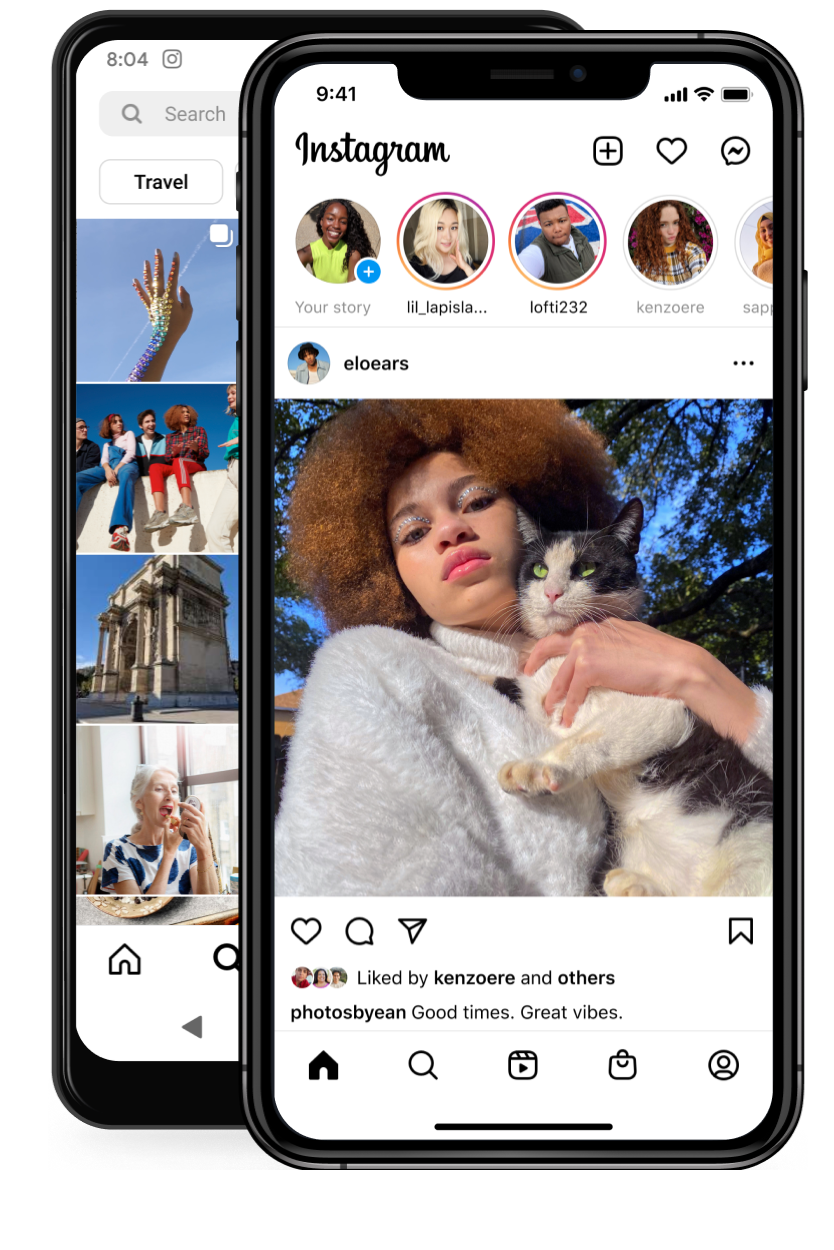 8:04
Search
Travel
9:41
Instagram
Your story
lil_lapisla...
lofti232
kenzoere
sapp
eloears
Liked by kenzoere and others
photosbyean Good times. Great vibes.